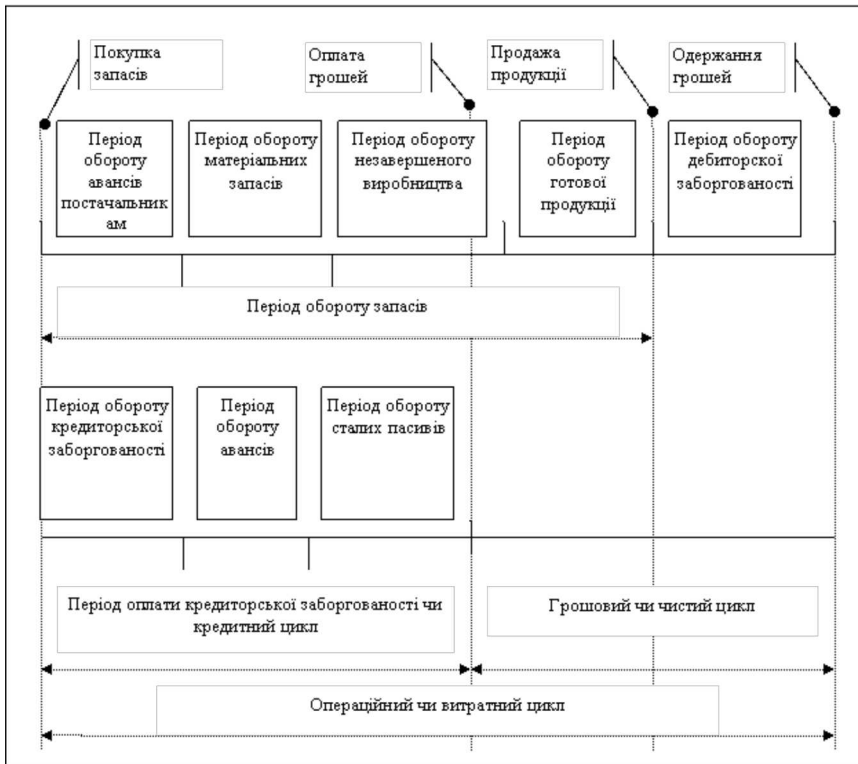 Покупка
запасів
Оплата
грошей
Продажа
продукції
Одержання
грошей
Період
обороту
авансів
постачальник
ам
Період обороту
матеріальних
запасів
Період обороту
незавершеного
виробництва
Період
обороту
готової
продукції
Період обороту
дебиторскої
заборгованості
Період обороту запасів
Період обороту
кредиторської
заборгованості
Період
обороту
авансів
Період обороту
сталих пасивів
Період оплати кредиторської заборгованості чи
кредитний цикл
Грошовий чи чистий цикл
Операційний чи витратний цикл